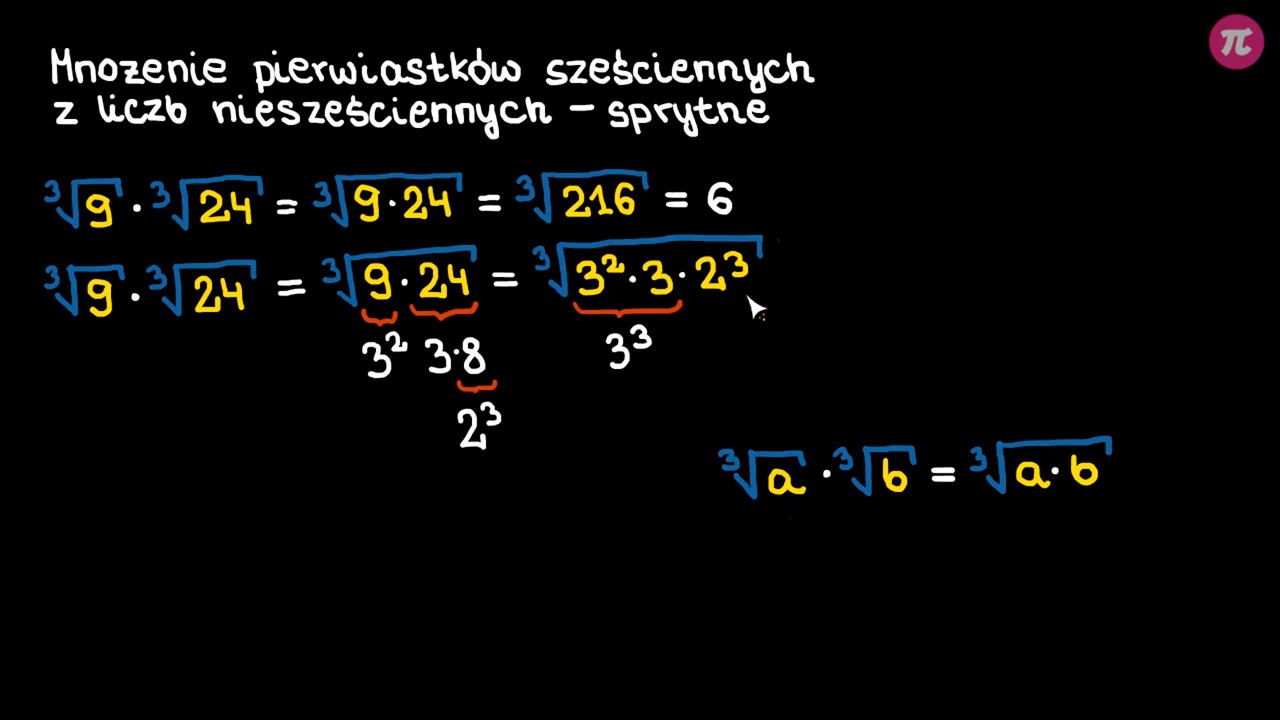 Mnożenie pierwiastków sześciennych
z liczb niesześciennych – sprytne
∛9 · ∛24 = ∛(9·24) = ∛216 = 6
∛9 · ∛24 = ∛(9·24) = ∛(3²·3·2³)
3² 3·8 3³
2³
∛a · ∛b = ∛(a·b)
π